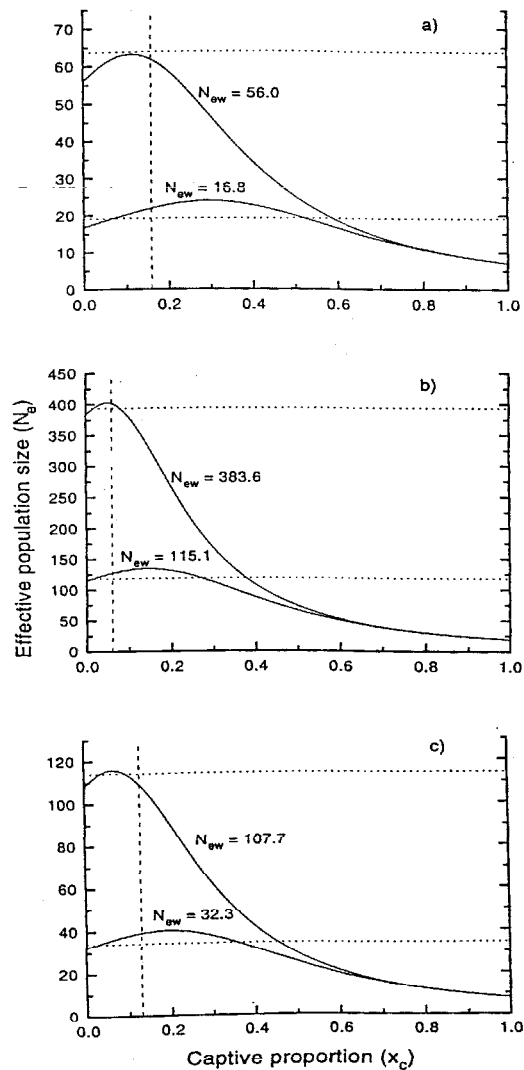 a)
75
70
60
50
40
30
20
10
0
N_ew = 56.0
N_ew = 16.8
0.0 0.2 0.4 0.6 0.8 1.0
b)
450
400
350
300
250
200
150
100
50
0
N_ew = 383.6
N_ew = 115.1
0.0 0.2 0.4 0.6 0.8 1.0
Effective population size (N_e)
c)
120
100
80
60
40
20
0
N_ew = 107.7
N_ew = 32.3
0.0 0.2 0.4 0.6 0.8 1.0
Captive proportion (x_c)